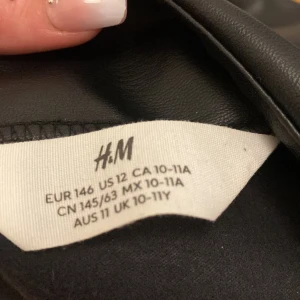 H&M
EUR 146 US 12 CA 10-11A
CN 145/63 MX 10-11A
AUS 11 UK 10-11Y